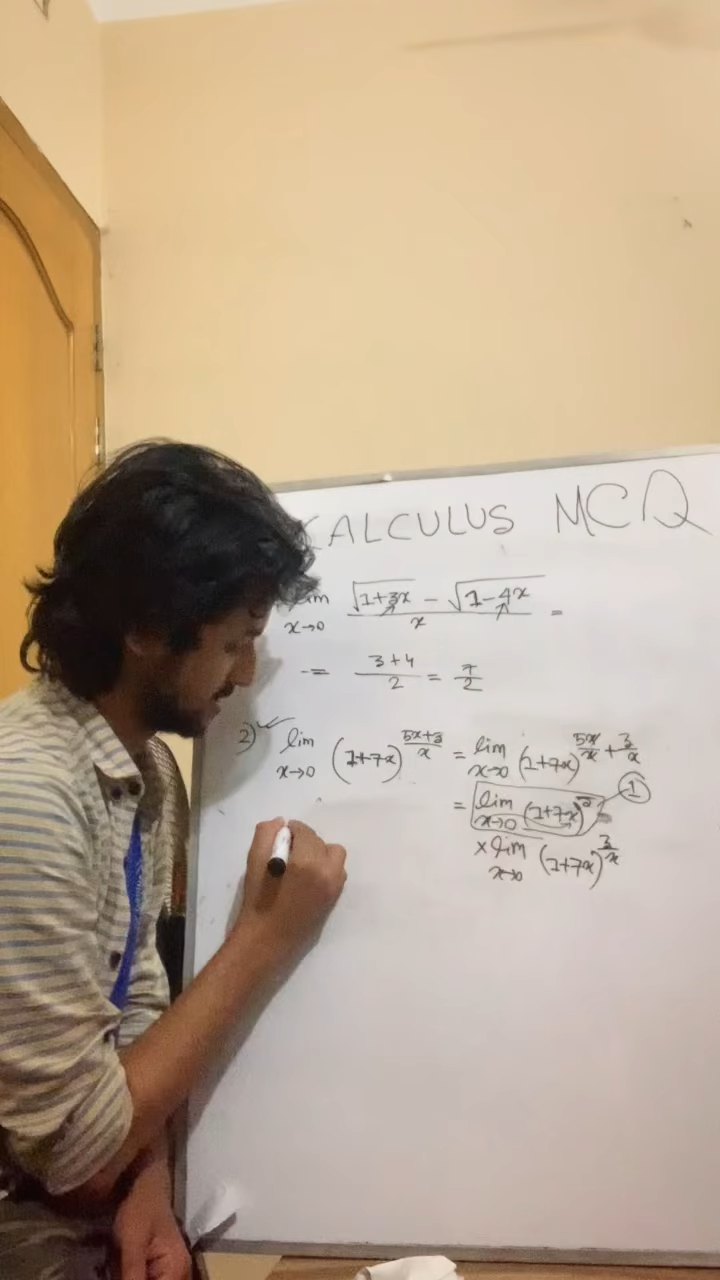 CALCULUS MCQ
lim x→0 (√(1+3x) − √(1−4x))/x =
= (3+4)/2 = 7/2
2) lim x→0 (1+7x)^((5x+3)/x) = lim x→0 (1+7x)^(5x/x + 3/x)
= lim x→0 (1+7x) 1
× lim x→0 (1+7x)^(3/x)